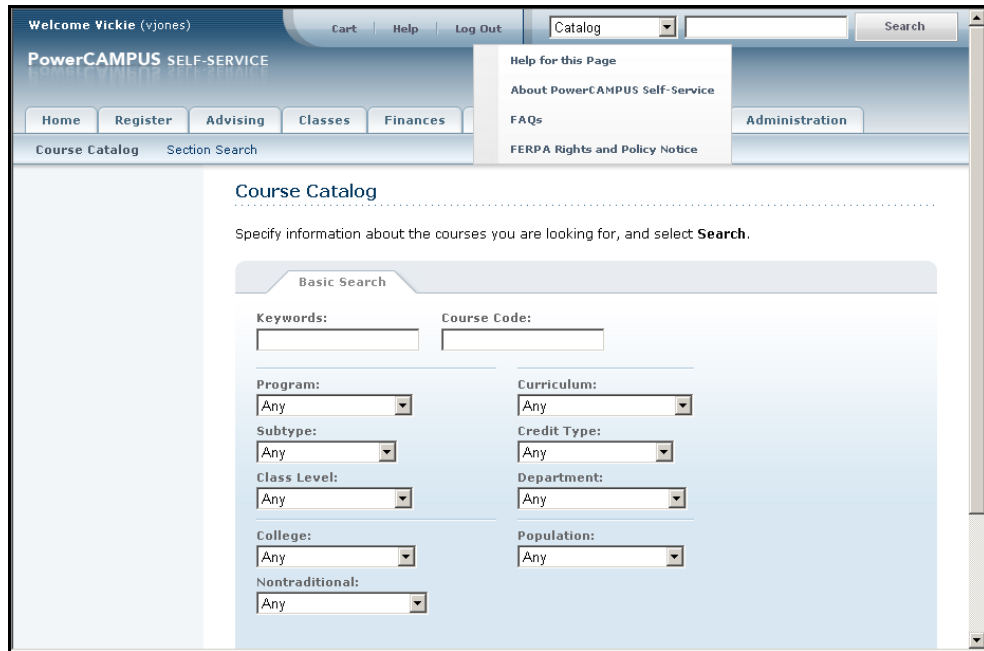 Welcome Vickie (vjones) Cart Help Log Out Catalog Search
PowerCAMPUS SELF-SERVICE
Help for this Page
About PowerCAMPUS Self-Service
FAQs
FERPA Rights and Policy Notice
Home Register Advising Classes Finances Administration
Course Catalog Section Search
Course Catalog
Specify information about the courses you are looking for, and select Search.
Basic Search
Keywords: Course Code:
Program: Curriculum:
Any Any
Subtype: Credit Type:
Any Any
Class Level: Department:
Any Any
College: Population:
Any Any
Nontraditional:
Any